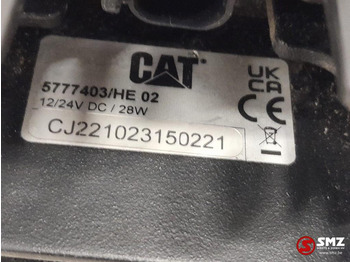 CAT
5777403/HE 02
12/24V DC / 28W
UK
CA
CE
CJ221023150221
SMZ